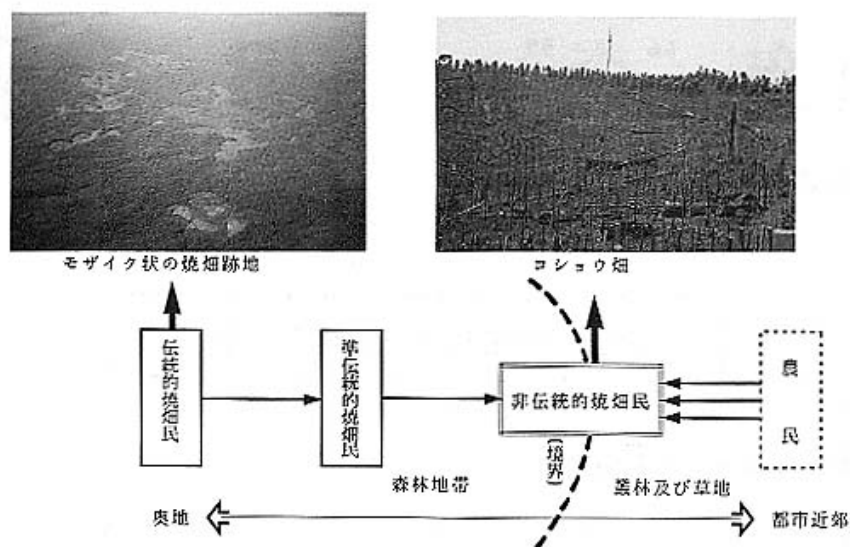 モザイク状の焼畑跡地
コショウ畑
伝統的焼畑民
準伝統的焼畑民
非伝統的焼畑民
農民
(境界)
森林地帯
叢林及び草地
奥地
都市近郊